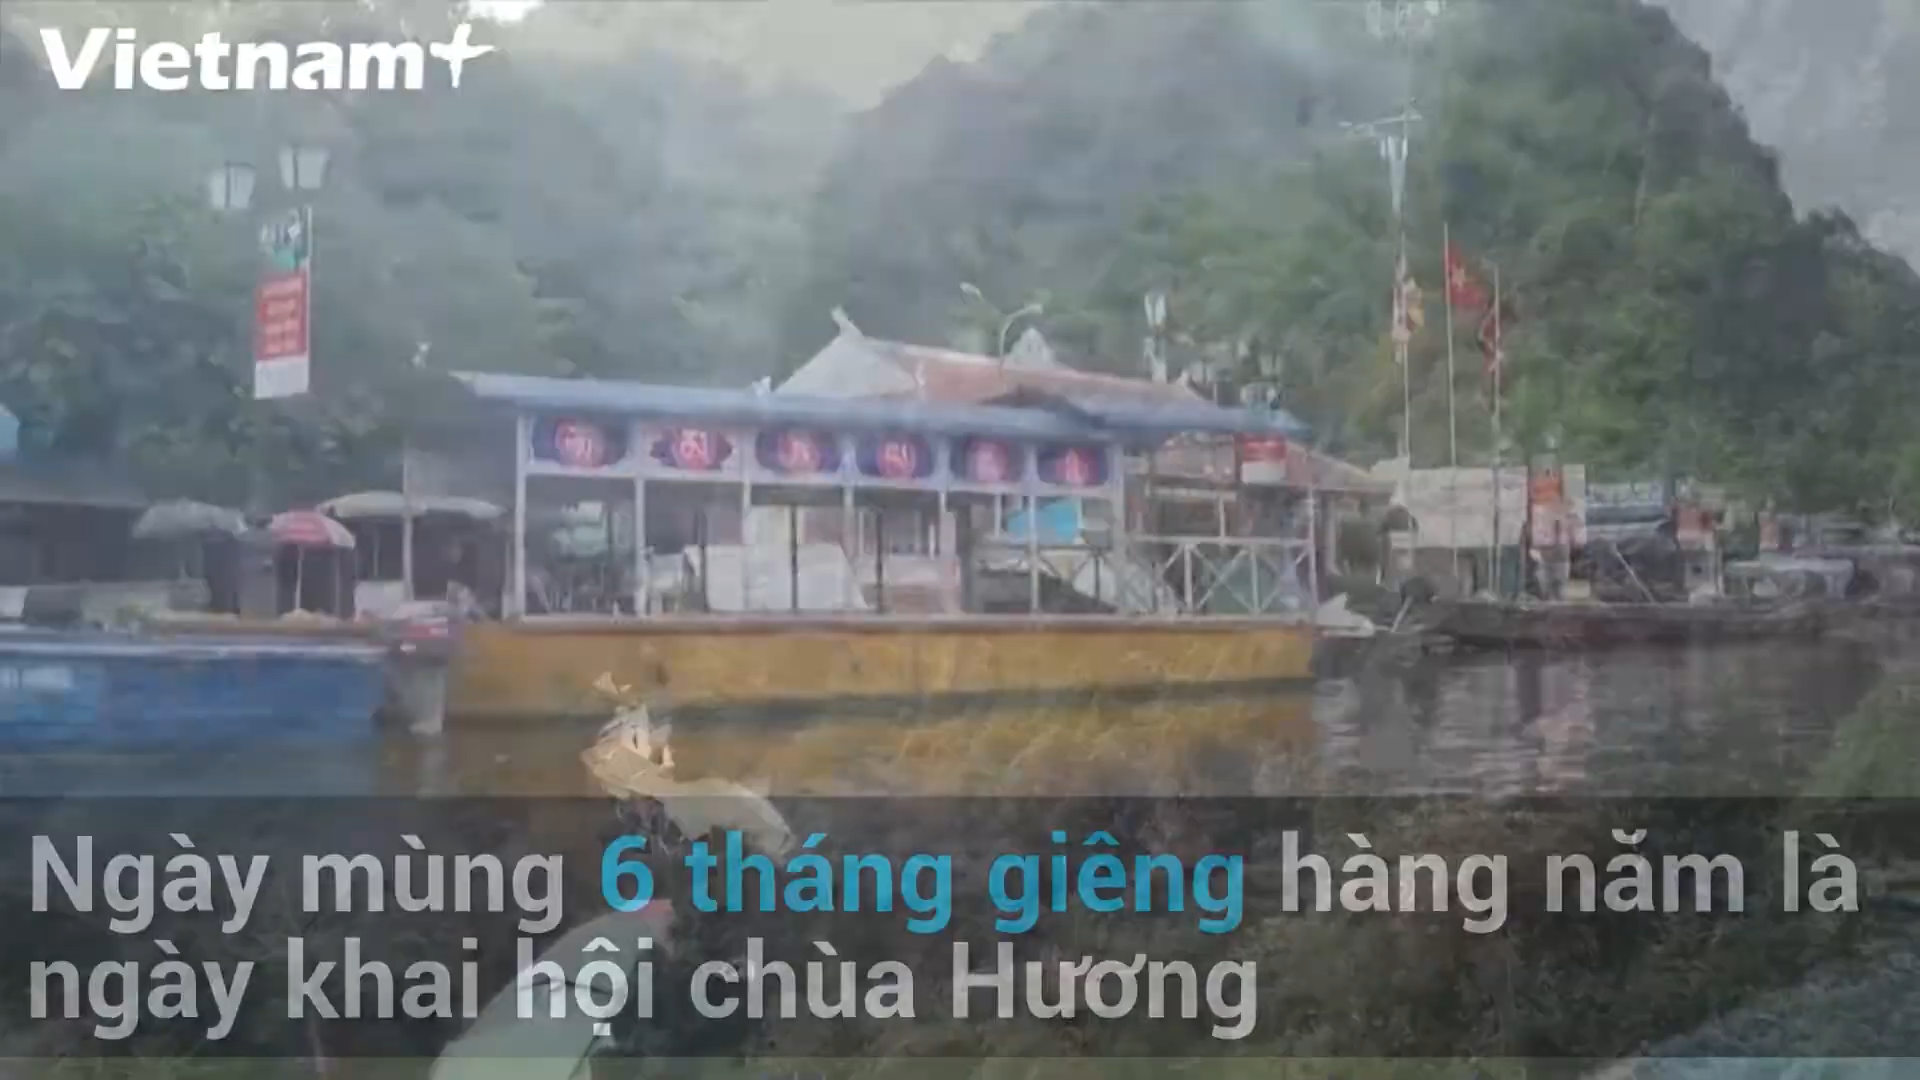 Vietnam+
Ngày mùng 6 tháng giêng hàng năm là
ngày khai hội chùa Hương